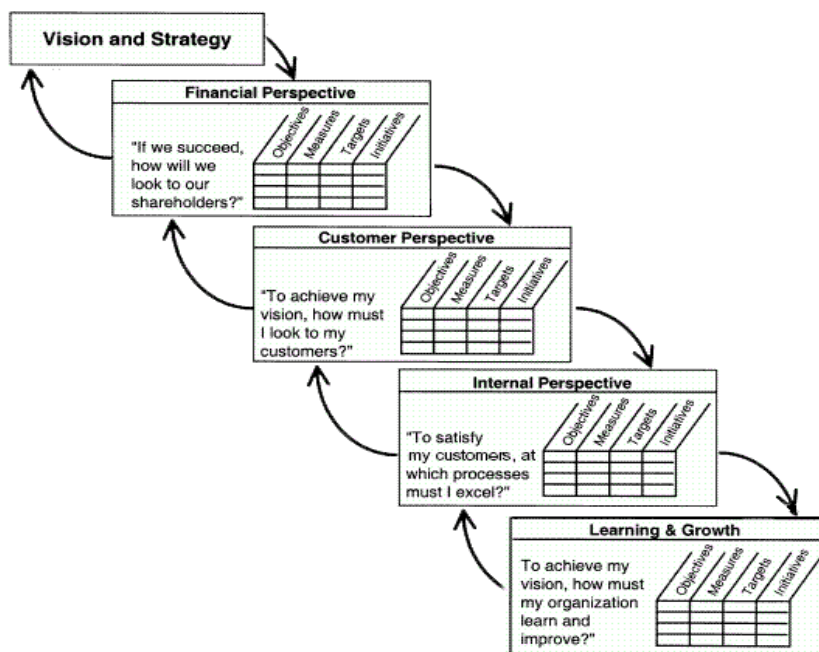 Vision and Strategy
Financial Perspective
Objectives
Measures
Targets
Initiatives
"If we succeed,
how will we
look to our
shareholders?"
Customer Perspective
Objectives
Measures
Targets
Initiatives
"To achieve my
vision, how must
I look to my
customers?"
Internal Perspective
Objectives
Measures
Targets
Initiatives
"To satisfy
my customers, at
which processes
must I excel?"
Learning & Growth
Objectives
Measures
Targets
Initiatives
To achieve my
vision, how must
my organization
learn and
improve?"